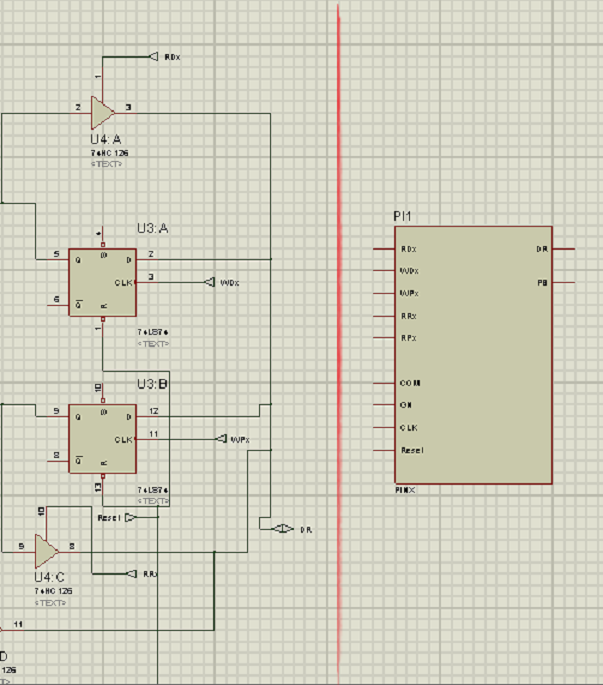 RDx
1
2
3
U4:A
74HC126
<TEXT>
PI1
4
U3:A
5
Q
S
D
2
RDx
DR
CLK
3
WDx
WDx
PB
6
Q
R
WPx
1
RRx
74LS74
<TEXT>
RPx
10
U3:B
COM
9
Q
S
D
12
ON
CLK
11
WPx
CLK
8
Q
R
Reset
13
74LS74
<TEXT>
PINX
10
Reset
DR
9
8
RRx
U4:C
74HC126
<TEXT>
11
D
126